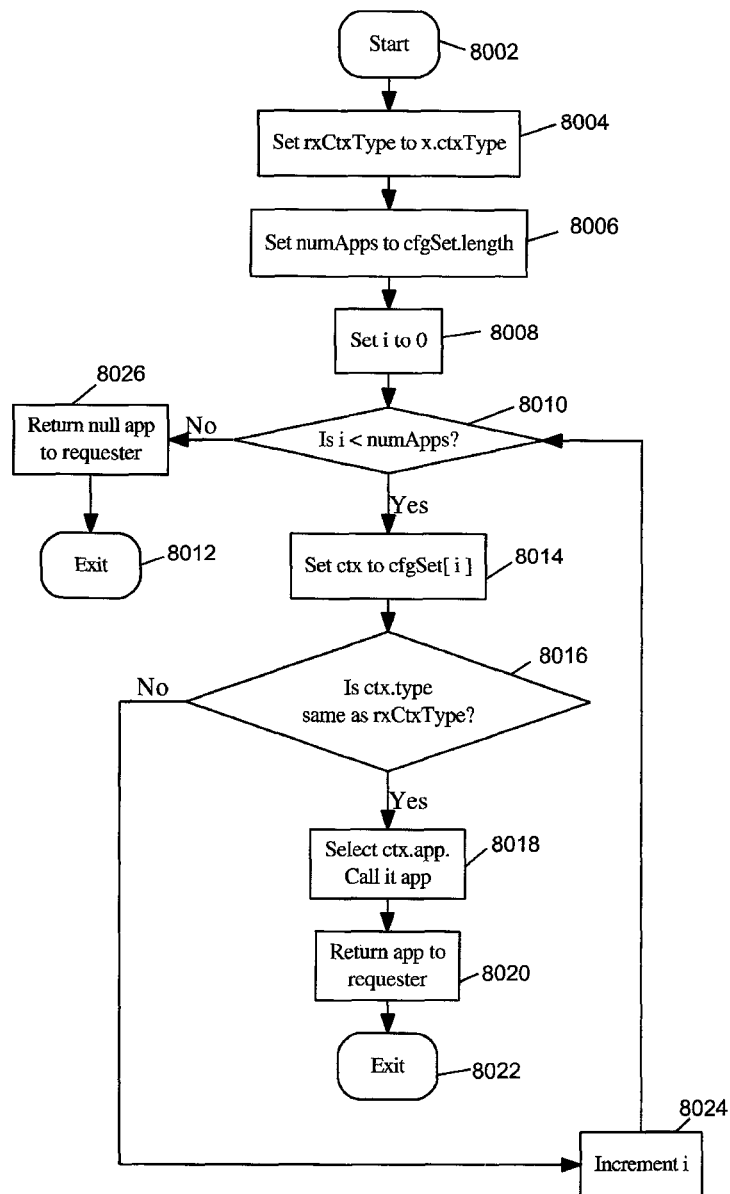 Start
8002
Set rxCtxType to x.ctxType
8004
Set numApps to cfgSet.length
8006
Set i to 0
8008
8026
Return null app
to requester
No
Is i < numApps?
8010
Yes
Exit
8012
Set ctx to cfgSet[ i ]
8014
No
Is ctx.type
same as rxCtxType?
8016
Yes
Select ctx.app.
Call it app
8018
Return app to
requester
8020
Exit
8022
8024
Increment i